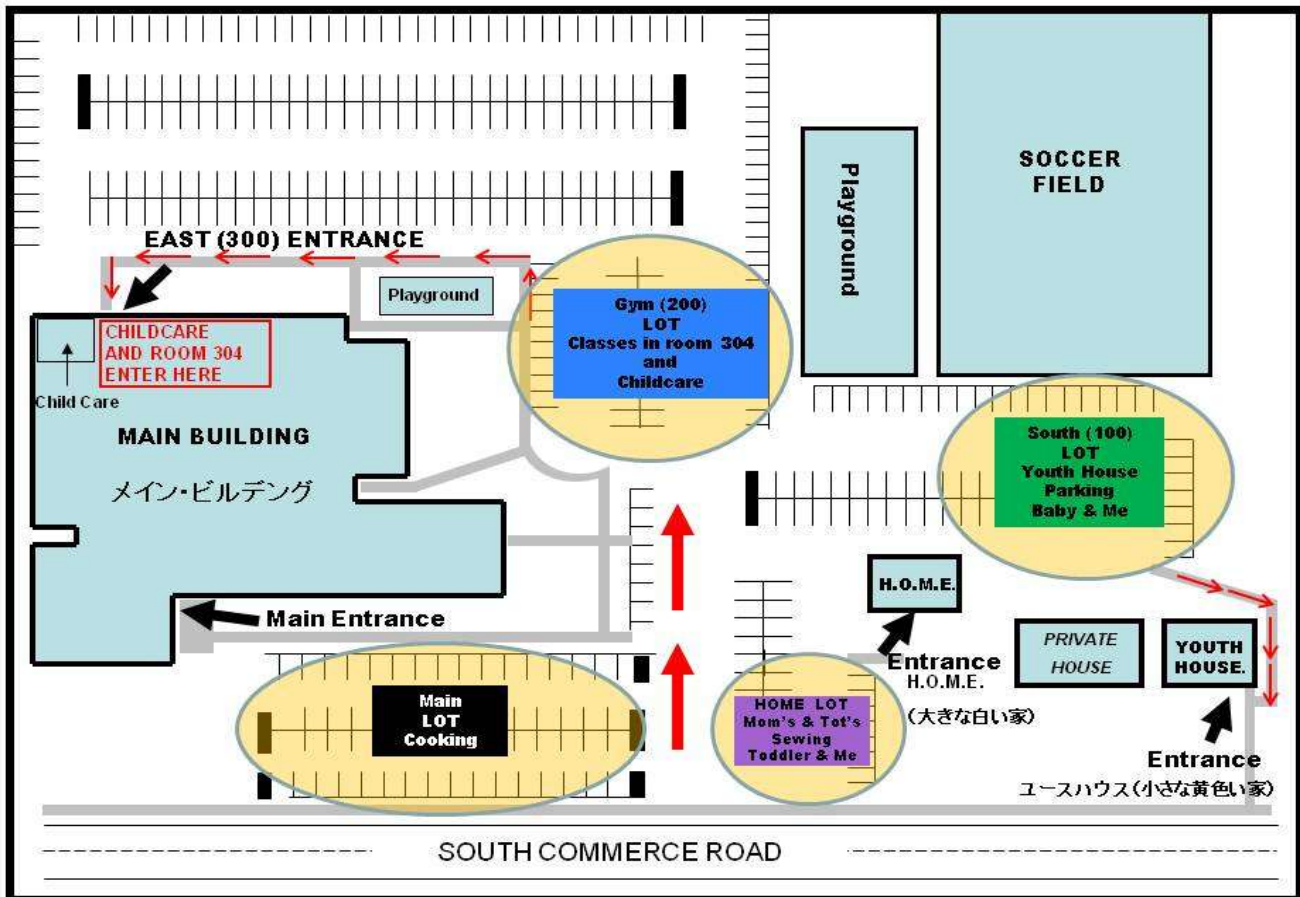 SOCCER
FIELD
Playground
EAST (300) ENTRANCE
Playground
Gym (200)
LOT
Classes in room 304
and
Childcare
CHILDCARE
AND ROOM 304
ENTER HERE
Child Care
MAIN BUILDING
メイン・ビルデング
South (100)
LOT
Youth House
Parking
Baby & Me
H.O.M.E.
Main Entrance
PRIVATE
HOUSE
YOUTH
HOUSE.
Entrance
H.O.M.E.
(大きな白い家)
Main
LOT
Cooking
HOME LOT
Mom's & Tot's
Sewing
Toddler & Me
Entrance
ユースハウス(小さな黄色い家)
SOUTH COMMERCE ROAD